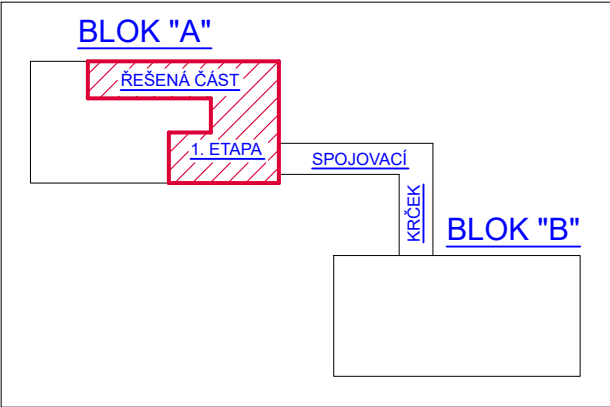 BLOK "A"
ŘEŠENÁ ČÁST
1. ETAPA
SPOJOVACÍ
KRČEK
BLOK "B"